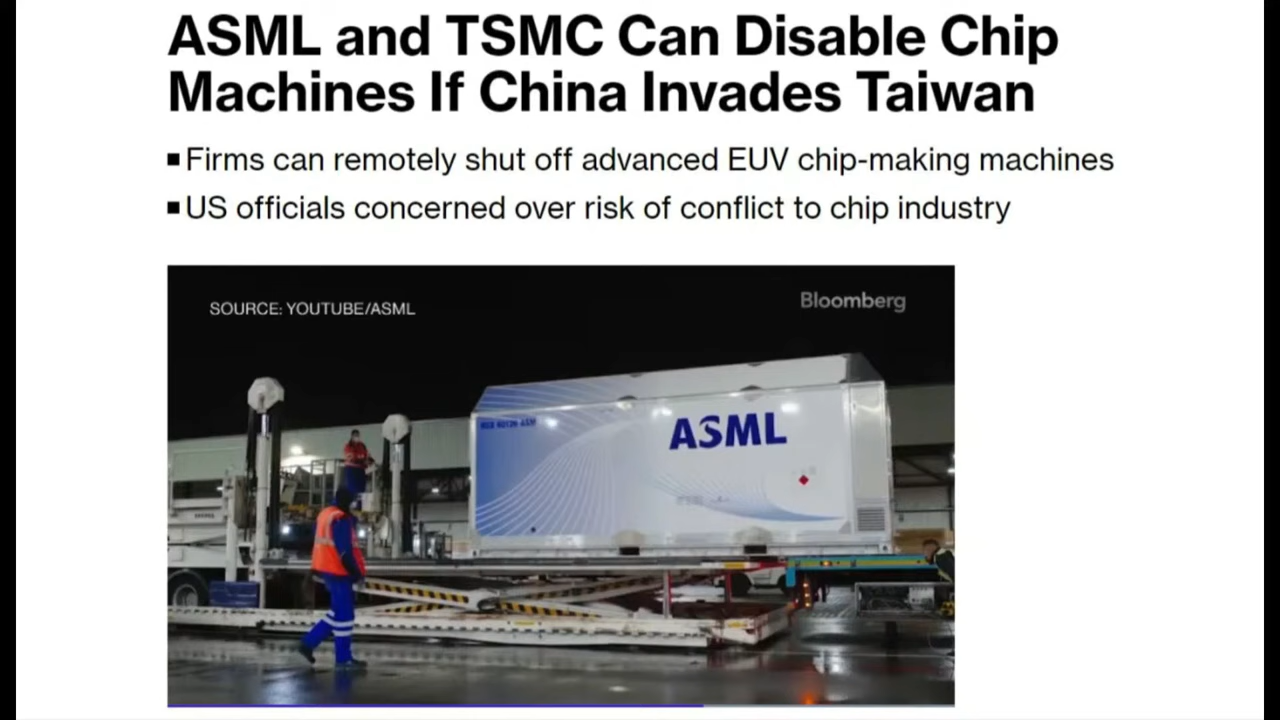 ASML and TSMC Can Disable Chip
Machines If China Invades Taiwan
▪ Firms can remotely shut off advanced EUV chip-making machines
▪ US officials concerned over risk of conflict to chip industry
SOURCE: YOUTUBE/ASML
Bloomberg
ASML